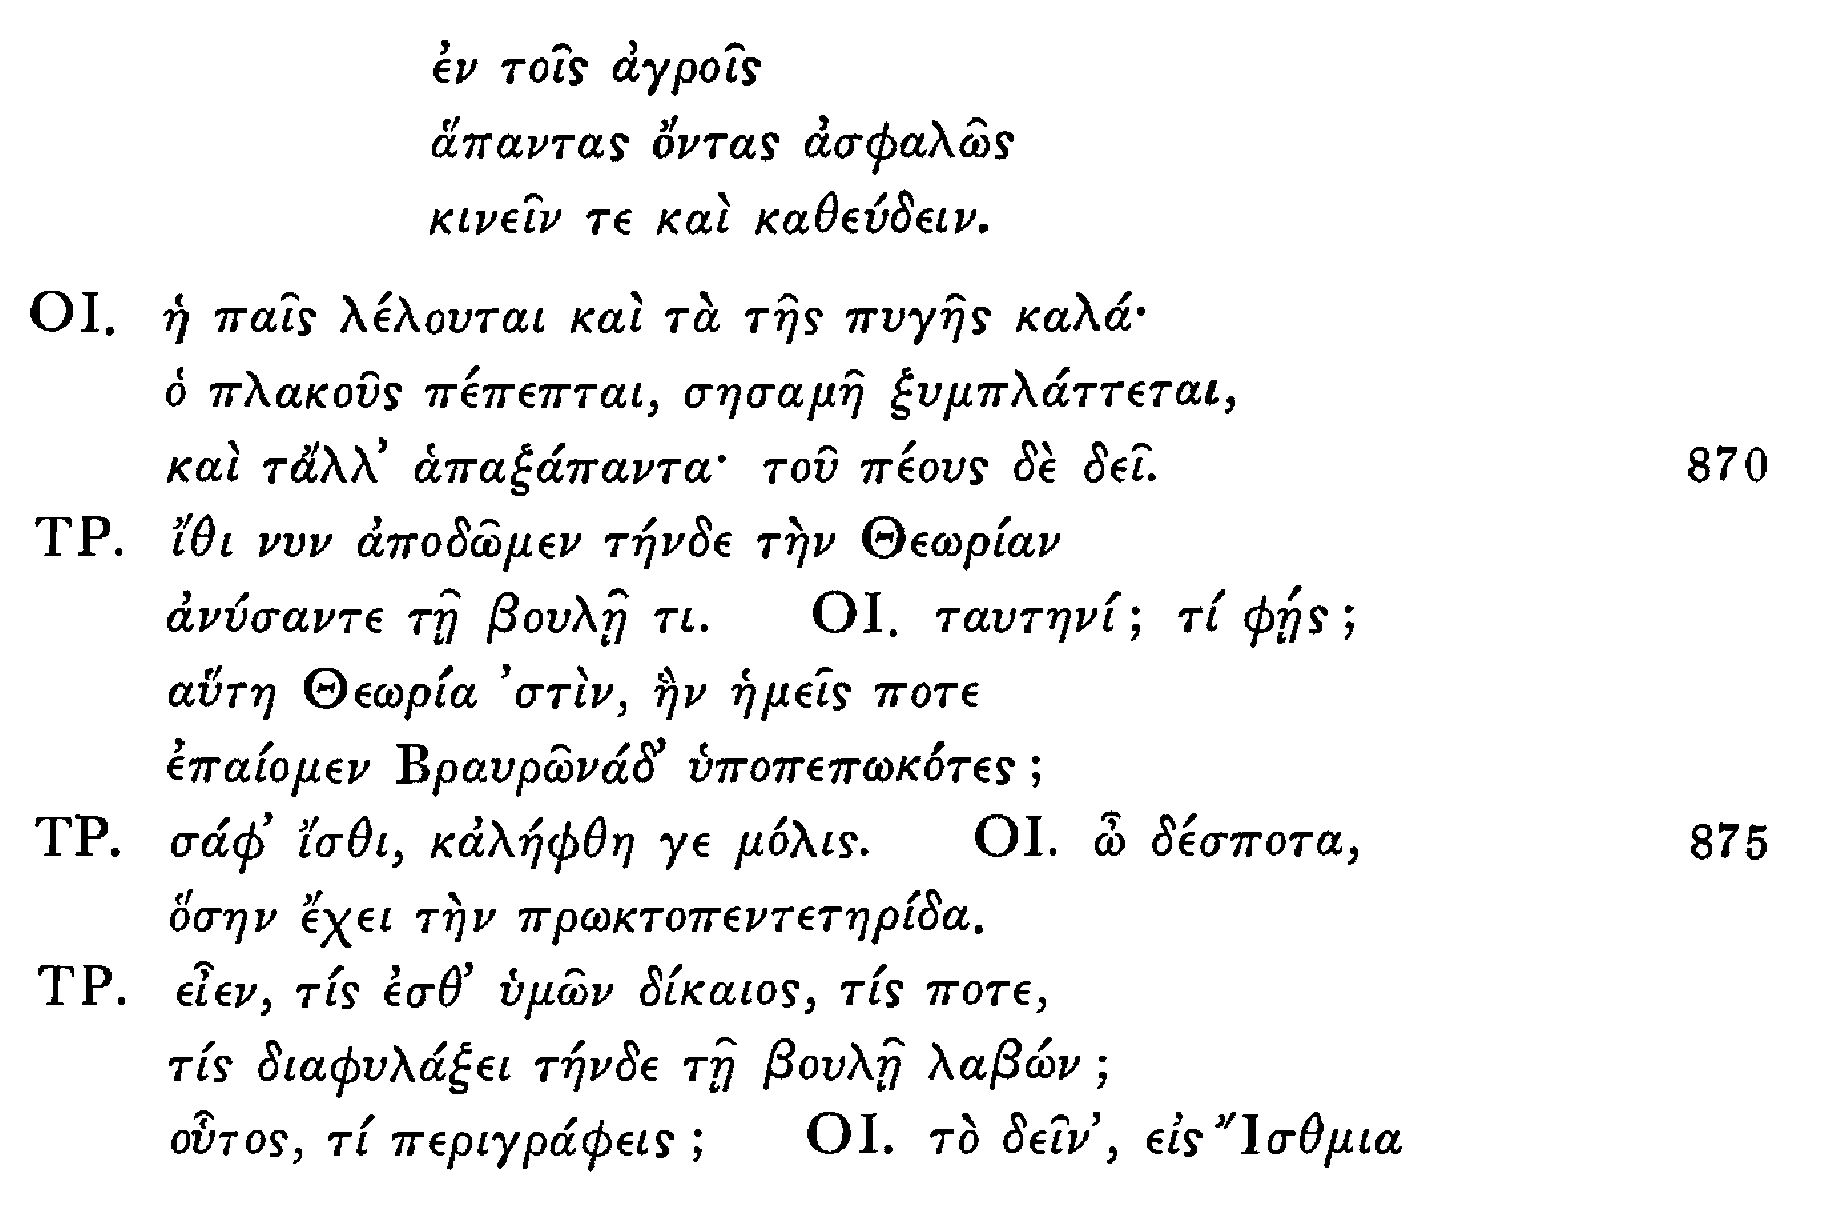 ἐν τοῖς ἀγροῖς
ἅπαντας ὄντας ἀσφαλῶς
κινεῖν τε καὶ καθεύδειν.
ΟΙ. ἡ παῖς λέλουται καὶ τὰ τῆς πυγῆς καλά·
ὁ πλακοῦς πέπεπται, σησαμῆ ξυμπλάττεται,
καὶ τἄλλ’ ἁπαξάπαντα· τοῦ πέους δὲ δεῖ. 870
ΤΡ. ἴθι νυν ἀποδῶμεν τήνδε τὴν Θεωρίαν
ἀνύσαντε τῇ βουλῇ τι. ΟΙ. ταυτηνί; τί φῄς;
αὕτη Θεωρία ’στὶν, ἣν ἡμεῖς ποτε
ἐπαίομεν Βραυρῶνάδ’ ὑποπεπωκότες;
ΤΡ. σάφ’ ἴσθι, κἀλήφθη γε μόλις. ΟΙ. ὦ δέσποτα, 875
ὅσην ἔχει τὴν πρωκτοπεντετηρίδα.
ΤΡ. εἶεν, τίς ἐσθ’ ὑμῶν δίκαιος, τίς ποτε,
τίς διαφυλάξει τήνδε τῇ βουλῇ λαβών;
οὗτος, τί περιγράφεις; ΟΙ. τὸ δεῖν’, εἰς Ἴσθμια